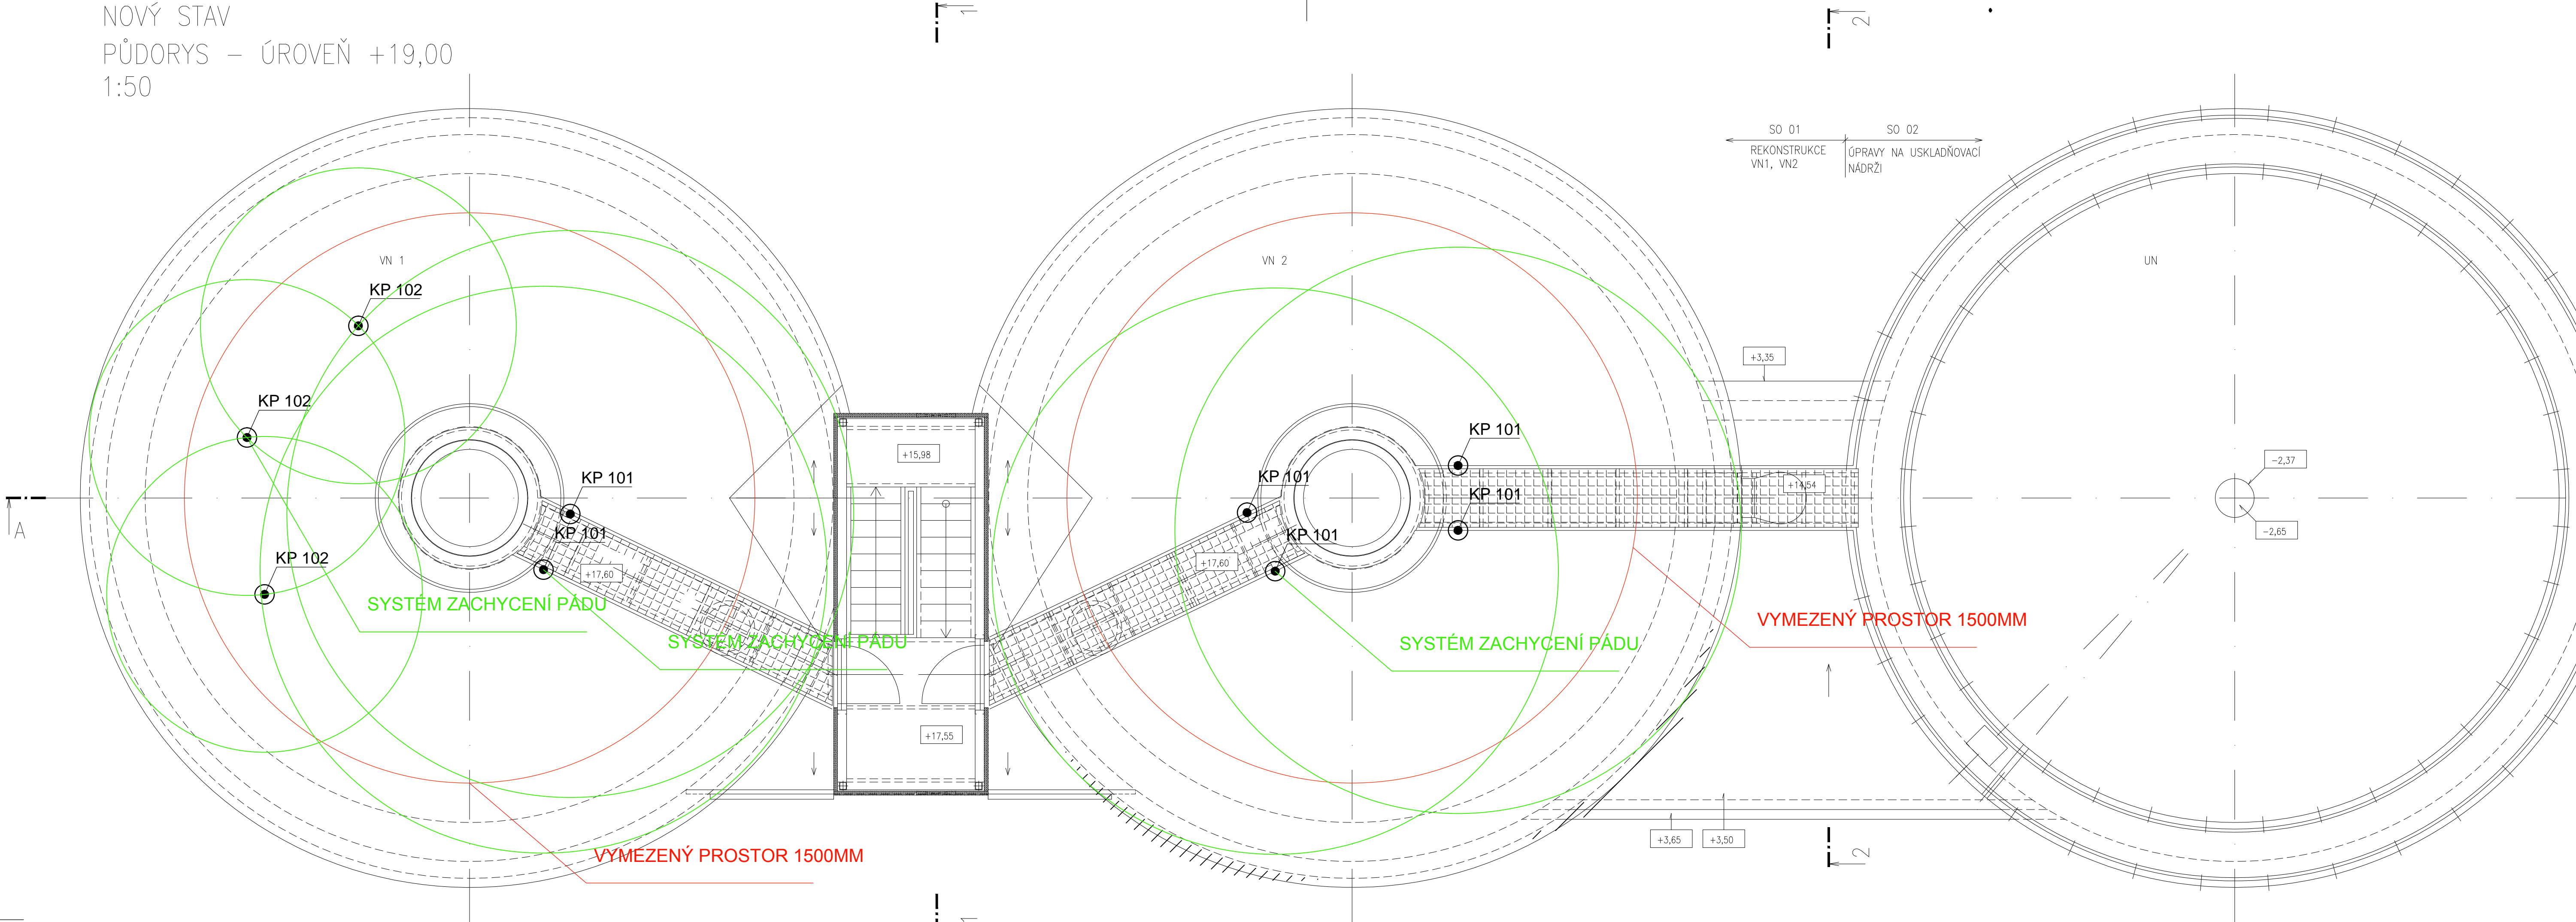 NOVÝ STAV
PŮDORYS – ÚROVEŇ +19,00
1:50
1
2
SO 01
SO 02
REKONSTRUKCE
VN1, VN2
ÚPRAVY NA USKLADŇOVACÍ
NÁDRŽI
VN 1
VN 2
UN
KP 102
+3,35
KP 102
KP 101
+15,98
-2,37
KP 101
KP 101
+14,54
KP 101
A
KP 101
KP 101
-2,65
KP 102
+17,60
+17,60
SYSTÉM ZACHYCENÍ PÁDU
SYSTÉM ZACHYCENÍ PÁDU
SYSTÉM ZACHYCENÍ PÁDU
VYMEZENÝ PROSTOR 1500MM
+17,55
+3,65
+3,50
VYMEZENÝ PROSTOR 1500MM
2
1